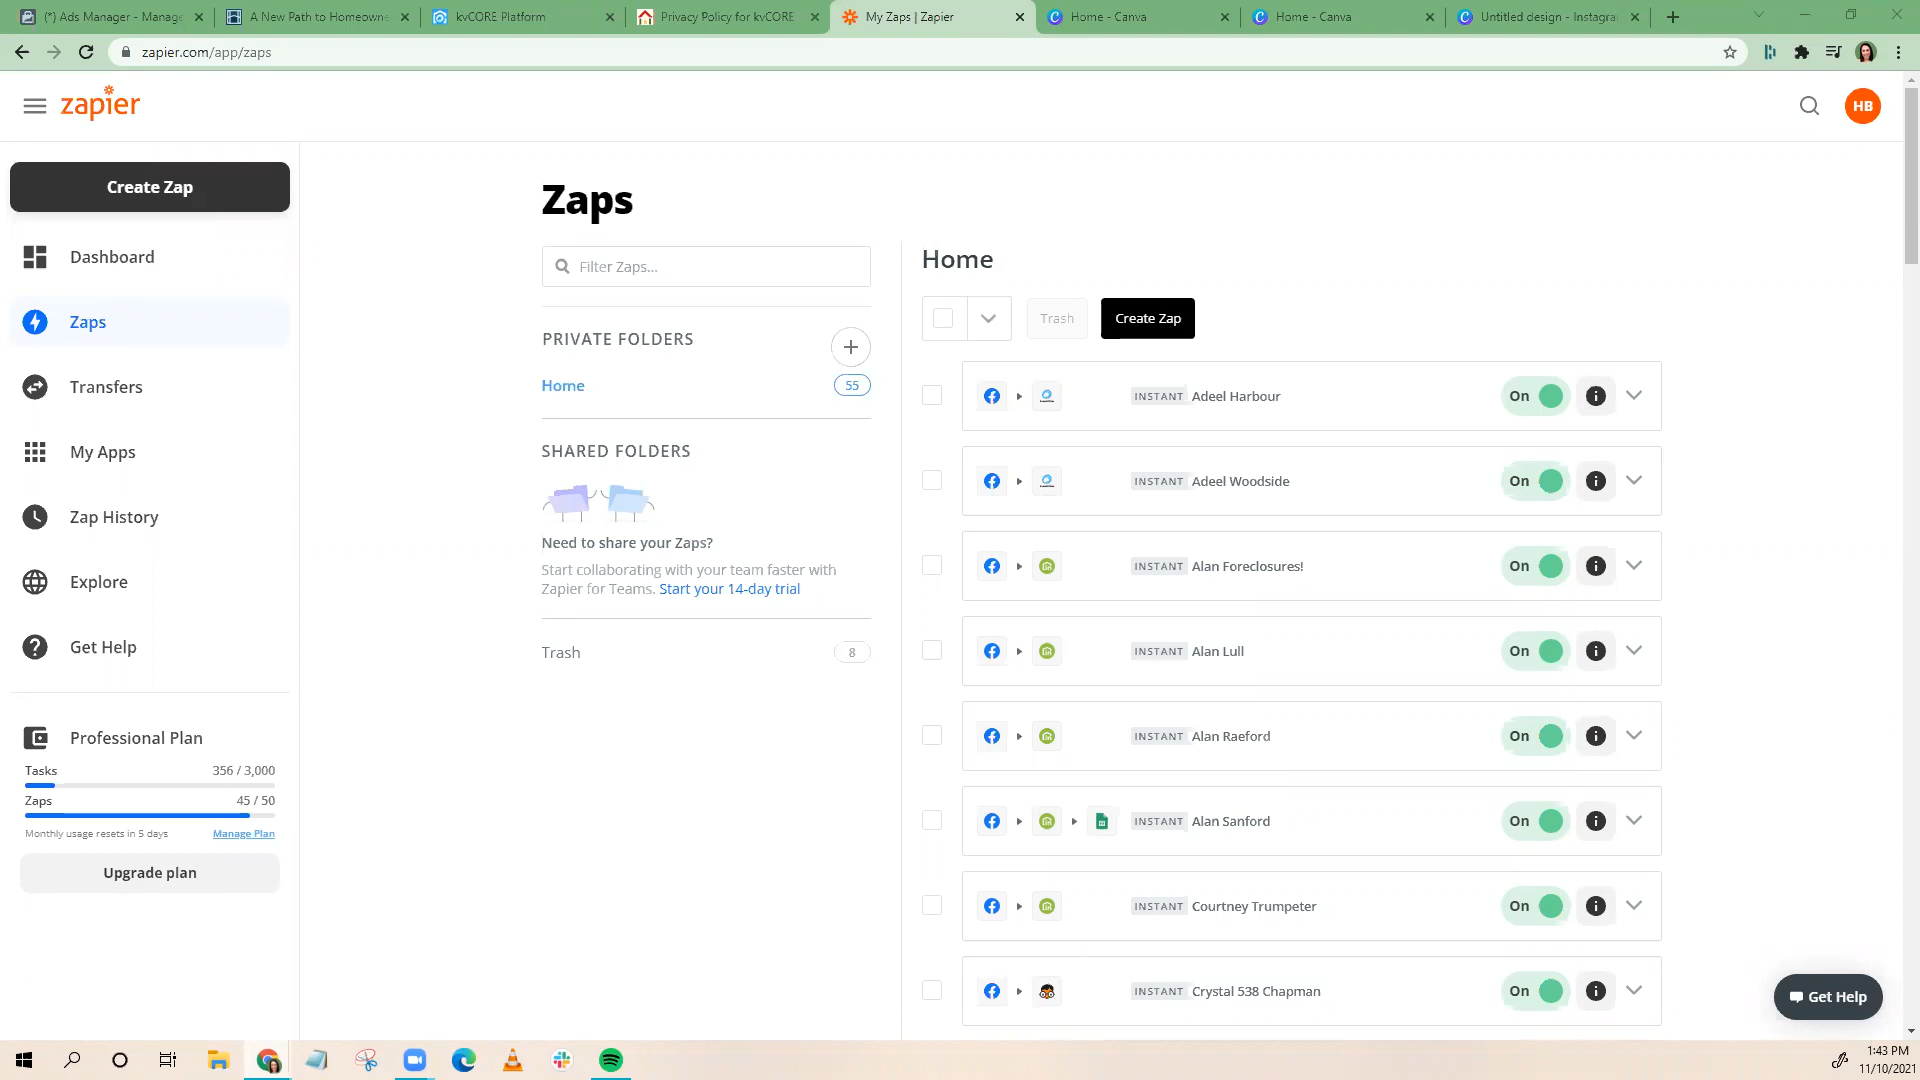 (*) Ads Manager - Manage
A New Path to Homeowne
kvCORE Platform
Privacy Policy for kvCORE
My Zaps | Zapier
Home - Canva
Home - Canva
Untitled design - Instagra
zapier.com/app/zaps
zapier
HB
Create Zap
Dashboard
Zaps
Transfers
My Apps
Zap History
Explore
Get Help
Professional Plan
Tasks 356 / 3,000
Zaps 45 / 50
Monthly usage resets in 5 days Manage Plan
Upgrade plan
Zaps
Filter Zaps...
PRIVATE FOLDERS
Home 55
SHARED FOLDERS
Need to share your Zaps?
Start collaborating with your team faster with
Zapier for Teams. Start your 14-day trial
Trash 8
Home
Trash Create Zap
INSTANT Adeel Harbour On
INSTANT Adeel Woodside On
INSTANT Alan Foreclosures! On
INSTANT Alan Lull On
INSTANT Alan Raeford On
INSTANT Alan Sanford On
INSTANT Courtney Trumpeter On
INSTANT Crystal 538 Chapman On
Get Help
1:43 PM
11/10/2021